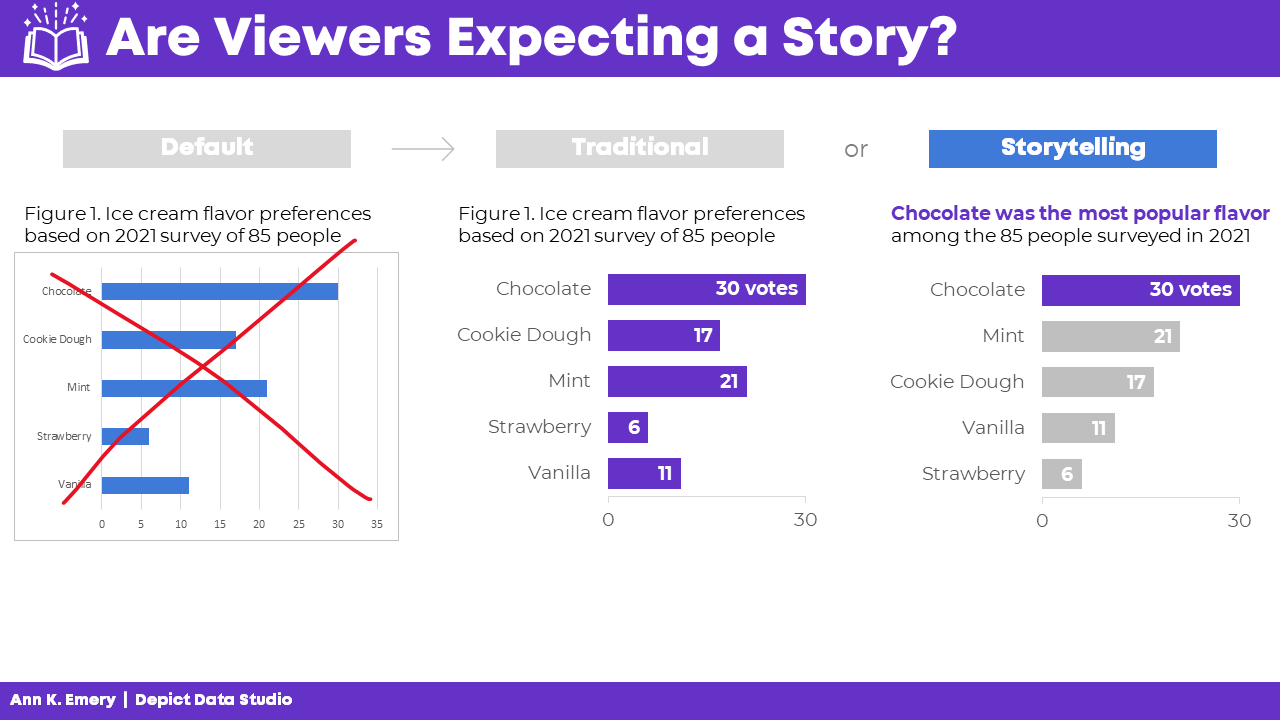 Are Viewers Expecting a Story?
Default
Traditional
or
Storytelling
Figure 1. Ice cream flavor preferences
based on 2021 survey of 85 people
Chocolate
Cookie Dough
Mint
Strawberry
Vanilla
0 5 10 15 20 25 30 35
Figure 1. Ice cream flavor preferences
based on 2021 survey of 85 people
Chocolate 30 votes
Cookie Dough 17
Mint 21
Strawberry 6
Vanilla 11
0 30
Chocolate was the most popular flavor
among the 85 people surveyed in 2021
Chocolate 30 votes
Mint 21
Cookie Dough 17
Vanilla 11
Strawberry 6
0 30
Ann K. Emery | Depict Data Studio